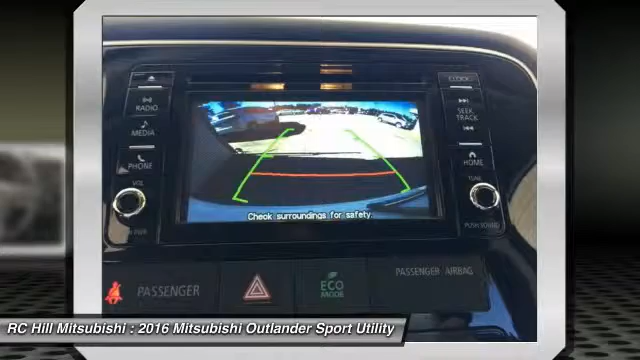 CLOCK
RADIO
SEEK
TRACK
MEDIA
PHONE
HOME
VOL
TUNE
Check surroundings for safety.
PUSH SOUND
PASSENGER
ECO
MODE
PASSENGER AIRBAG
RC Hill Mitsubishi : 2016 Mitsubishi Outlander Sport Utility